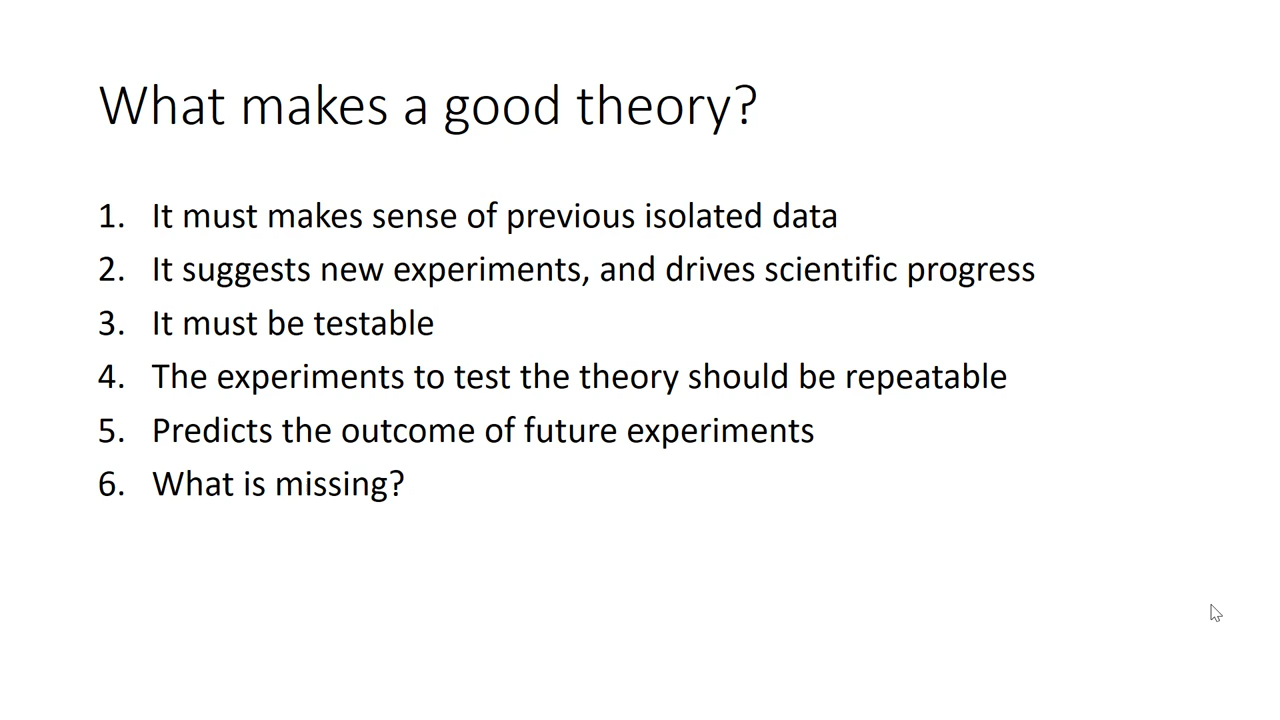 What makes a good theory?
1. It must makes sense of previous isolated data
2. It suggests new experiments, and drives scientific progress
3. It must be testable
4. The experiments to test the theory should be repeatable
5. Predicts the outcome of future experiments
6. What is missing?